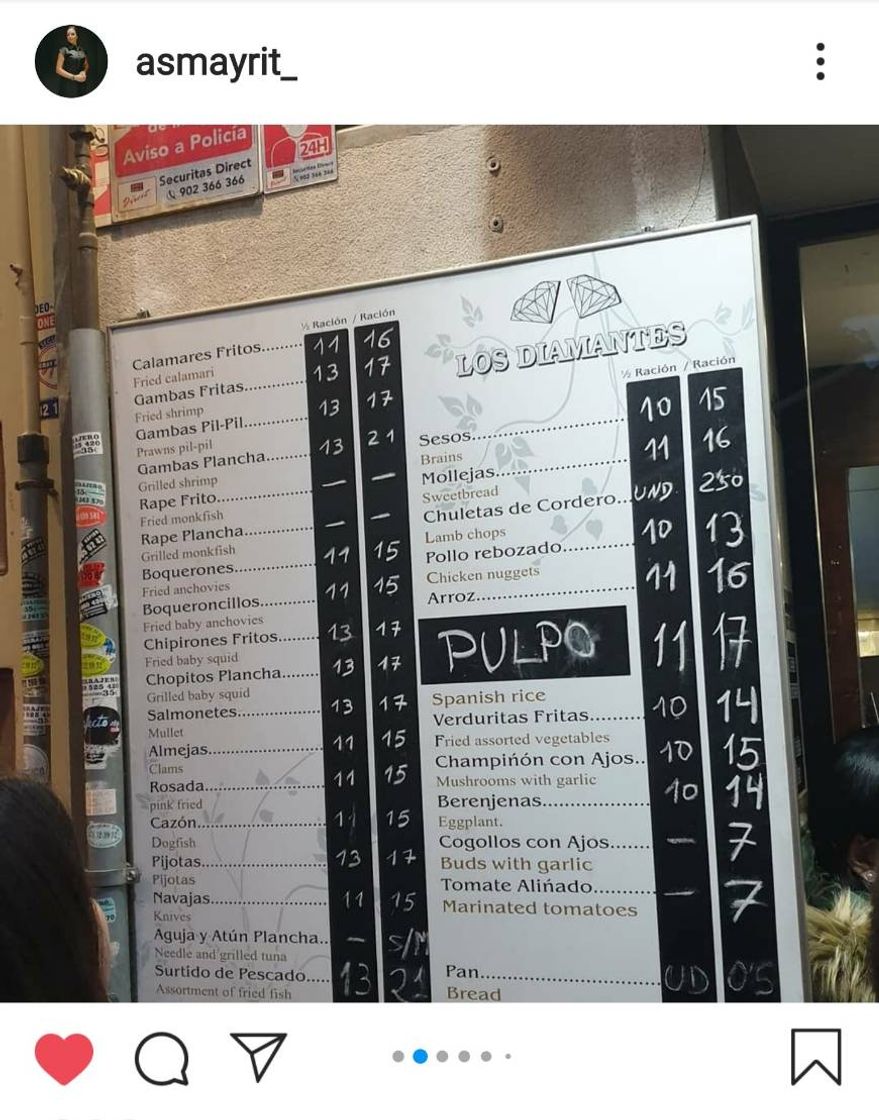 asmayrit_
Aviso a Policía
Securitas Direct
902 366 366
24H
½ Ración / Ración
Calamares Fritos........ 11 16
Fried calamari
Gambas Fritas............ 13 17
Fried shrimp
Gambas Pil-Pil............ 13 17
Prawns pil-pil
Gambas Plancha........ 13 21
Grilled shrimp
Rape Frito.................. — —
Fried monkfish
Rape Plancha............. — —
Grilled monkfish
Boquerones................ 11 15
Fried anchovies
Boqueroncillos............ 11 15
Fried baby anchovies
Chipirones Fritos........ 13 17
Fried baby squid
Chopitos Plancha........ 13 17
Grilled baby squid
Salmonetes................ 13 17
Mullet
Almejas...................... 11 15
Clams
Rosada....................... 11 15
pink fried
Cazón......................... 11 15
Dogfish
Pijotas........................ 13 17
Pijotas
Navajas...................... 11 15
Knives
Aguja y Atún Plancha.. — S/M
Needle and grilled tuna
Surtido de Pescado..... 13 21
Assortment of fried fish
LOS DIAMANTES
½ Ración / Ración
Sesos......................... 10 15
Brains
Mollejas...................... 11 16
Sweetbread
Chuletas de Cordero... UND. 250
Lamb chops
Pollo rebozado............ 10 13
Chicken nuggets
Arroz.......................... 11 16
PULPO 11 17
Spanish rice
Verduritas Fritas......... 10 14
Fried assorted vegetables
Champiñón con Ajos.. 10 15
Mushrooms with garlic
Berenjenas................. 10 14
Eggplant.
Cogollos con Ajos....... — 7
Buds with garlic
Tomate Aliñado.......... — 7
Marinated tomatoes
Pan............................ UD 0'5
Bread